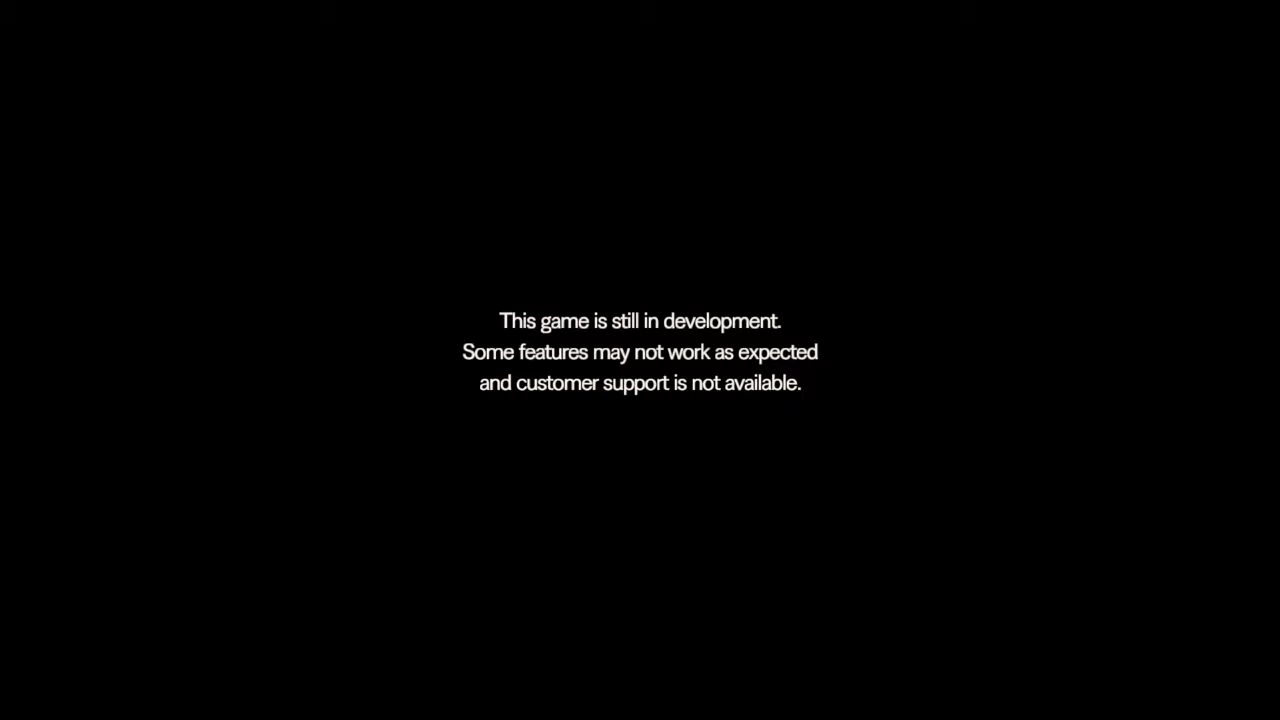 This game is still in development.
Some features may not work as expected
and customer support is not available.